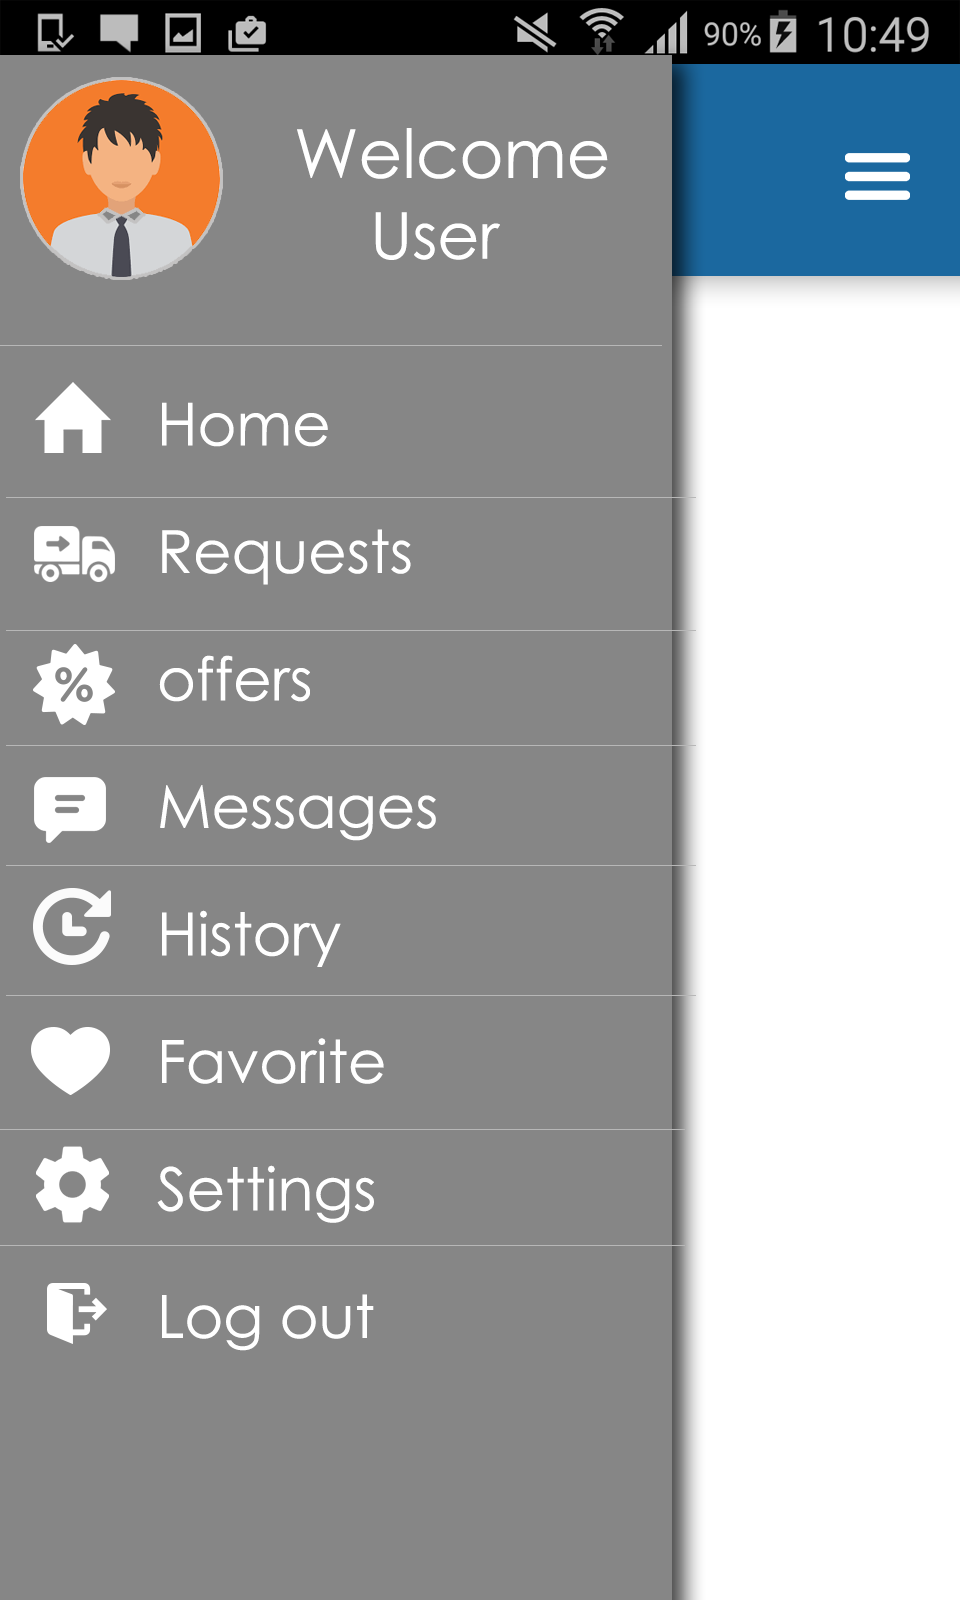 90% 10:49
Welcome
User
Home
Requests
offers
Messages
History
Favorite
Settings
Log out